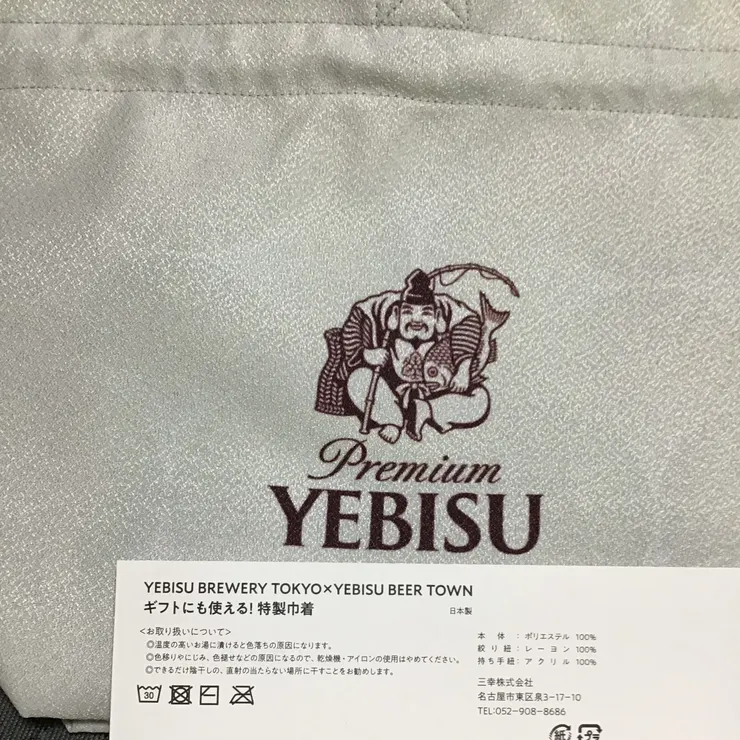 Premium
YEBISU
YEBISU BREWERY TOKYO×YEBISU BEER TOWN
ギフトにも使える! 特製巾着
日本製
<お取り扱いについて>
◎温度の高いお湯に漬けると色落ちの原因になります。
◎色移りやにじみ、色褪せなどの原因になるので、乾燥機・アイロンの使用はやめてください。
◎できるだけ陰干しの、直射の当たらない場所に干すことをお勧めします。
30
本体:ポリエステル 100%
絞り紐:レーヨン 100%
持ち手紐:アクリル 100%
三幸株式会社
名古屋市東区泉3-17-10
TEL:052-908-8686
紙
プラ